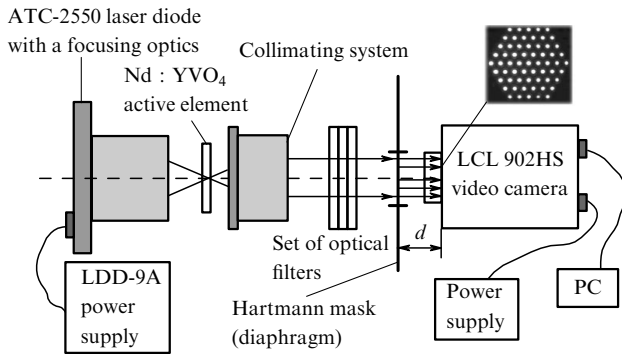 ATC-2550 laser diode
with a focusing optics
Nd : YVO₄
active element
Collimating system
LCL 902HS
video camera
d
Set of optical
filters
LDD-9A
power
supply
Hartmann mask
(diaphragm)
Power
supply
PC